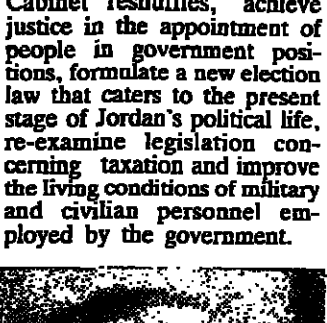 Cabinet reshuffles, achieve
justice in the appointment of
people in government posi-
tions, formulate a new election
law that caters to the present
stage of Jordan's political life,
re-examine legislation con-
cerning taxation and improve
the living conditions of military
and civilian personnel em-
ployed by the government.